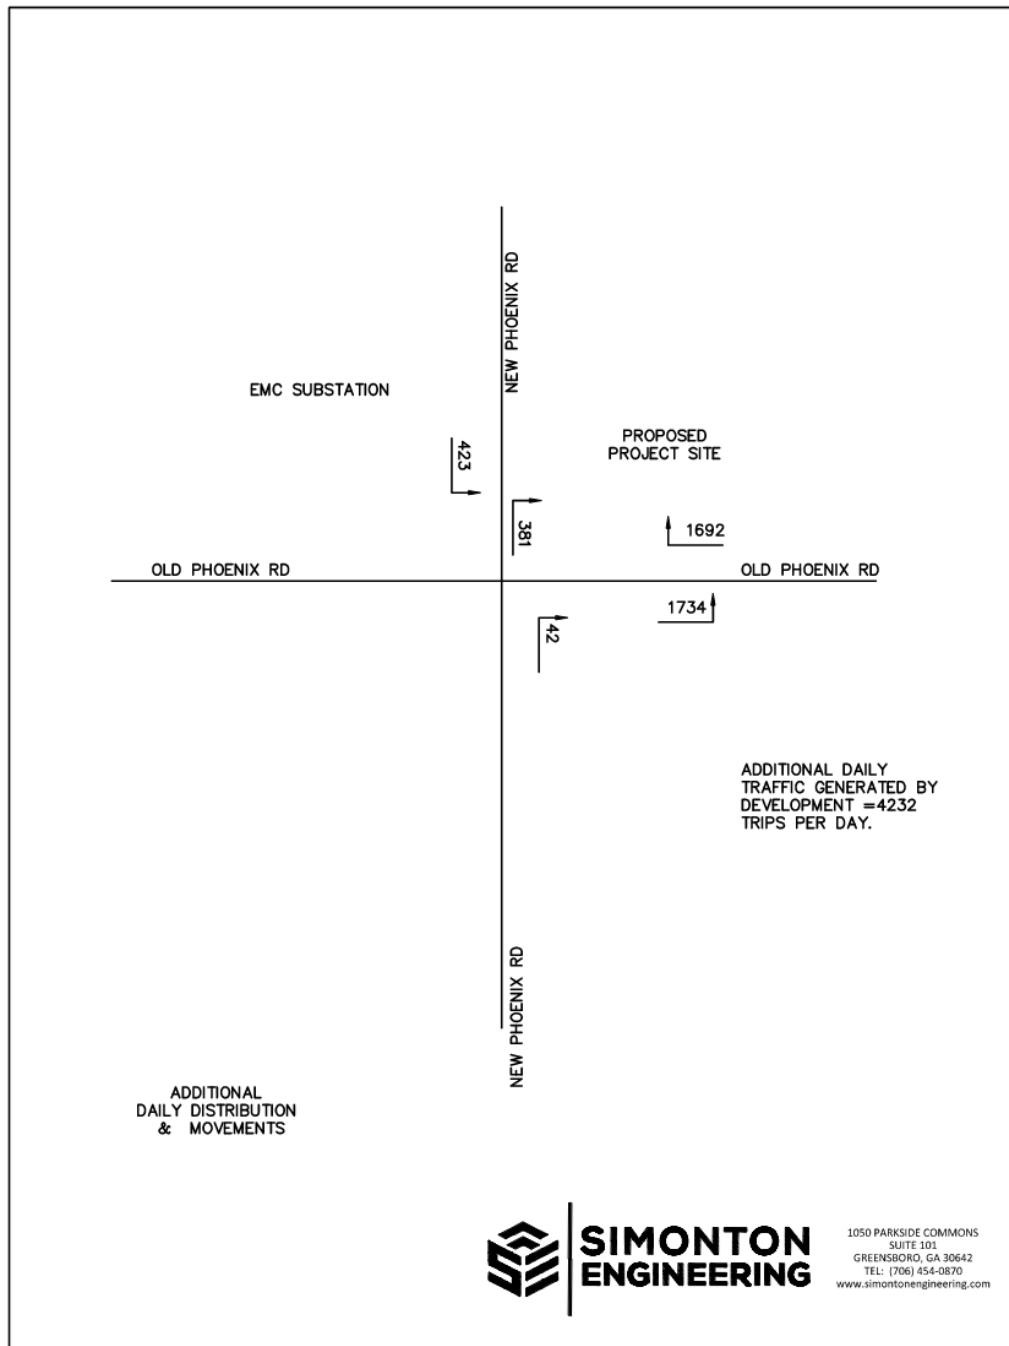 NEW PHOENIX RD
EMC SUBSTATION
PROPOSED
PROJECT SITE
423
381
1692
OLD PHOENIX RD
OLD PHOENIX RD
1734
42
ADDITIONAL DAILY
TRAFFIC GENERATED BY
DEVELOPMENT =4232
TRIPS PER DAY.
NEW PHOENIX RD
ADDITIONAL
DAILY DISTRIBUTION
& MOVEMENTS
SIMONTON
ENGINEERING
1050 PARKSIDE COMMONS
SUITE 101
GREENSBORO, GA 30642
TEL: (706) 454-0870
www.simontonengineering.com